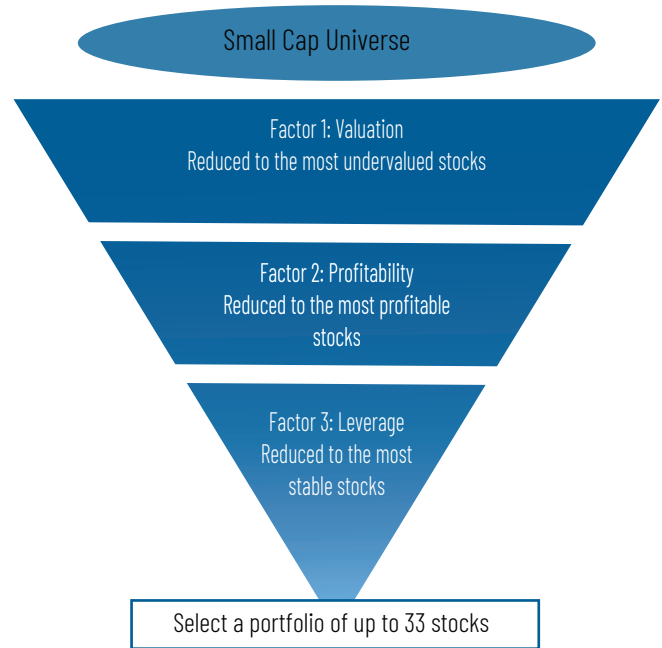 Small Cap Universe
Factor 1: Valuation
Reduced to the most undervalued stocks
Factor 2: Profitability
Reduced to the most profitable
stocks
Factor 3: Leverage
Reduced to the most
stable stocks
Select a portfolio of up to 33 stocks